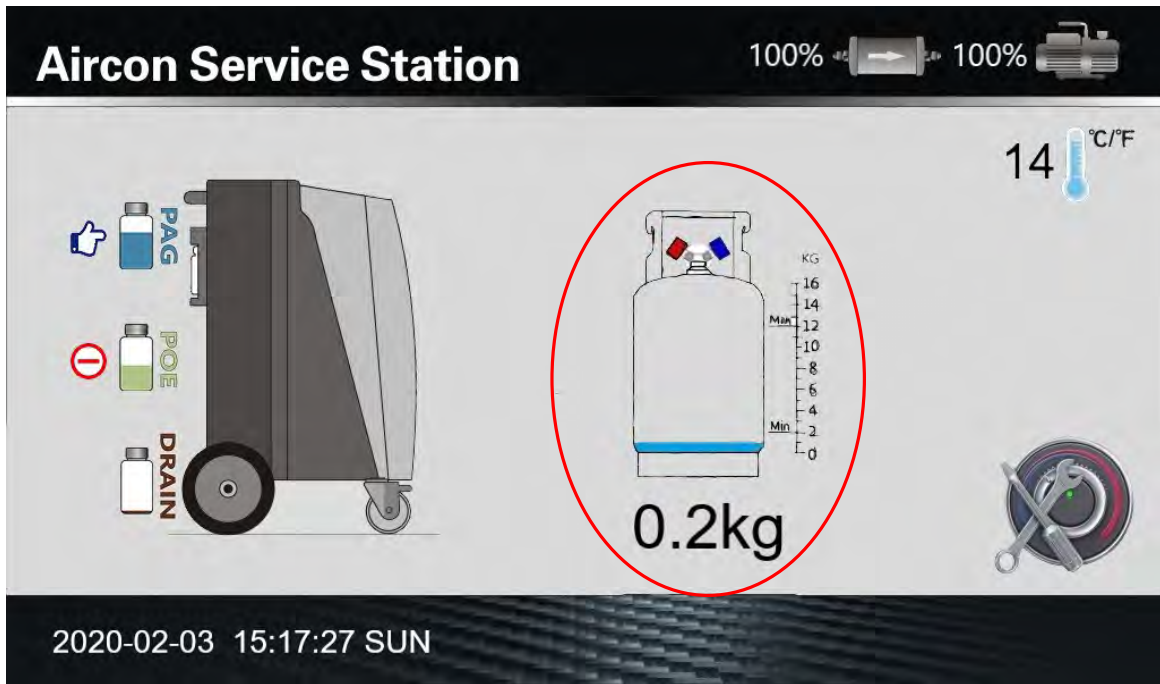 Aircon Service Station
100%
100%
14
°C/°F
PAG
POE
DRAIN
KG
16
14
Max 12
10
8
6
4
Min 2
0
0.2kg
2020-02-03 15:17:27 SUN